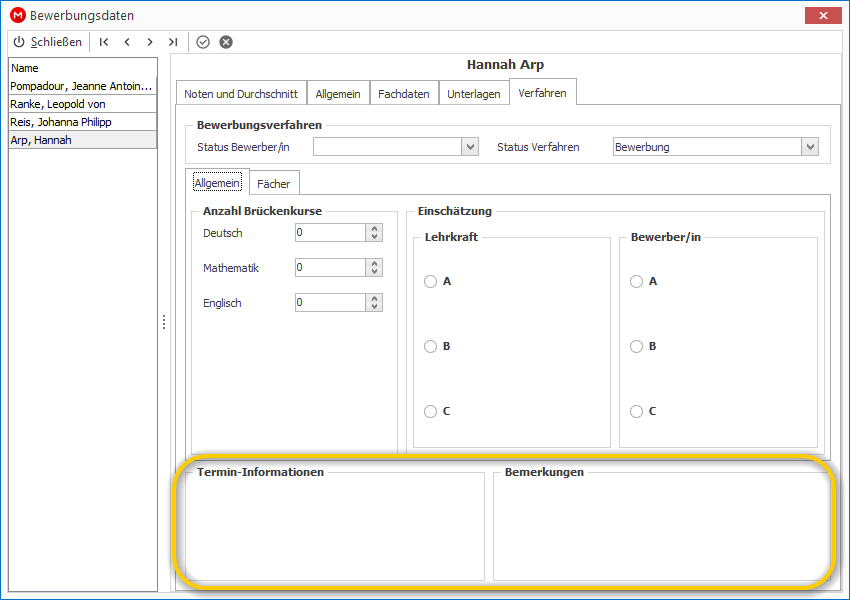 Bewerbungsdaten
Schließen
Name
Pompadour, Jeanne Antoin...
Ranke, Leopold von
Reis, Johanna Philipp
Arp, Hannah
Hannah Arp
Noten und Durchschnitt Allgemein Fachdaten Unterlagen Verfahren
Bewerbungsverfahren
Status Bewerber/in Status Verfahren Bewerbung
Allgemein Fächer
Anzahl Brückenkurse
Deutsch 0
Mathematik 0
Englisch 0
Einschätzung
Lehrkraft
A
B
C
Bewerber/in
A
B
C
Termin-Informationen
Bemerkungen